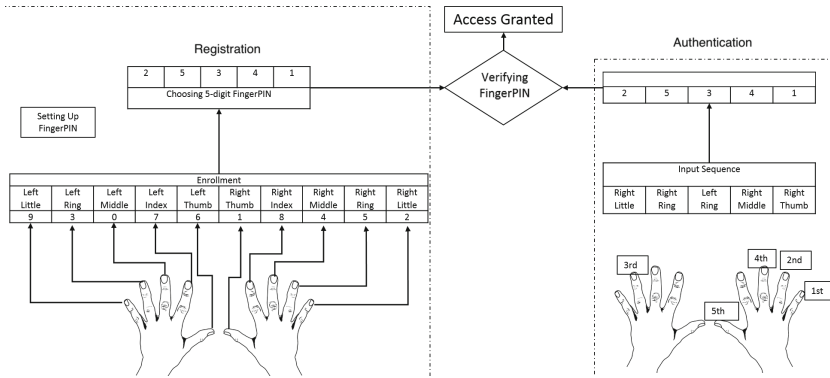 Access Granted
Registration
Authentication
2 5 3 4 1
Choosing 5-digit FingerPIN
Verifying
FingerPIN
2 5 3 4 1
Setting Up
FingerPIN
Enrollment
Left Little Left Ring Left Middle Left Index Left Thumb Right Thumb Right Index Right Middle Right Ring Right Little
9 3 0 7 6 1 8 4 5 2
Input Sequence
Right Little Right Ring Left Ring Right Middle Right Thumb
3rd 4th 2nd
1st
5th